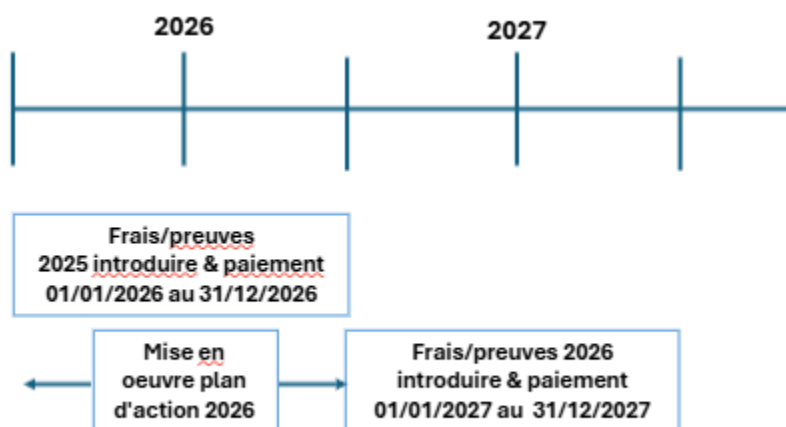 2026
2027
Frais/preuves
2025 introduire & paiement
01/01/2026 au 31/12/2026
Mise en
oeuvre plan
d'action 2026
Frais/preuves 2026
introduire & paiement
01/01/2027 au 31/12/2027